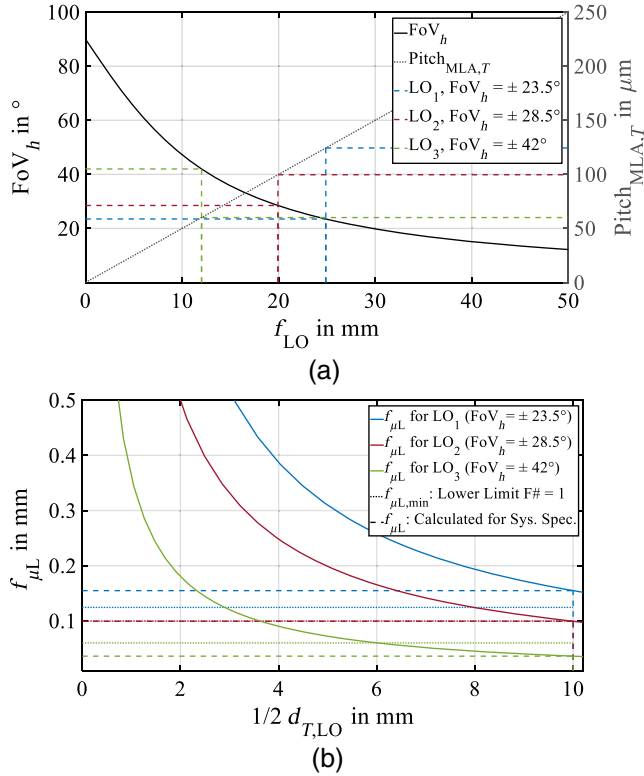 100
80
60
40
20
FoV_h in °
250
200
150
100
50
0
Pitch_MLA,T in μm
FoV_h
Pitch_MLA,T
LO_1, FoV_h = ± 23.5°
LO_2, FoV_h = ± 28.5°
LO_3, FoV_h = ± 42°
0 10 20 30 40 50
f_LO in mm
(a)
0.5
0.4
0.3
0.2
0.1
f_μL in mm
f_μL for LO_1 (FoV_h = ± 23.5°)
f_μL for LO_2 (FoV_h = ± 28.5°)
f_μL for LO_3 (FoV_h = ± 42°)
f_μL,min: Lower Limit F# = 1
f_μL: Calculated for Sys. Spec.
0 2 4 6 8 10
1/2 d_T,LO in mm
(b)